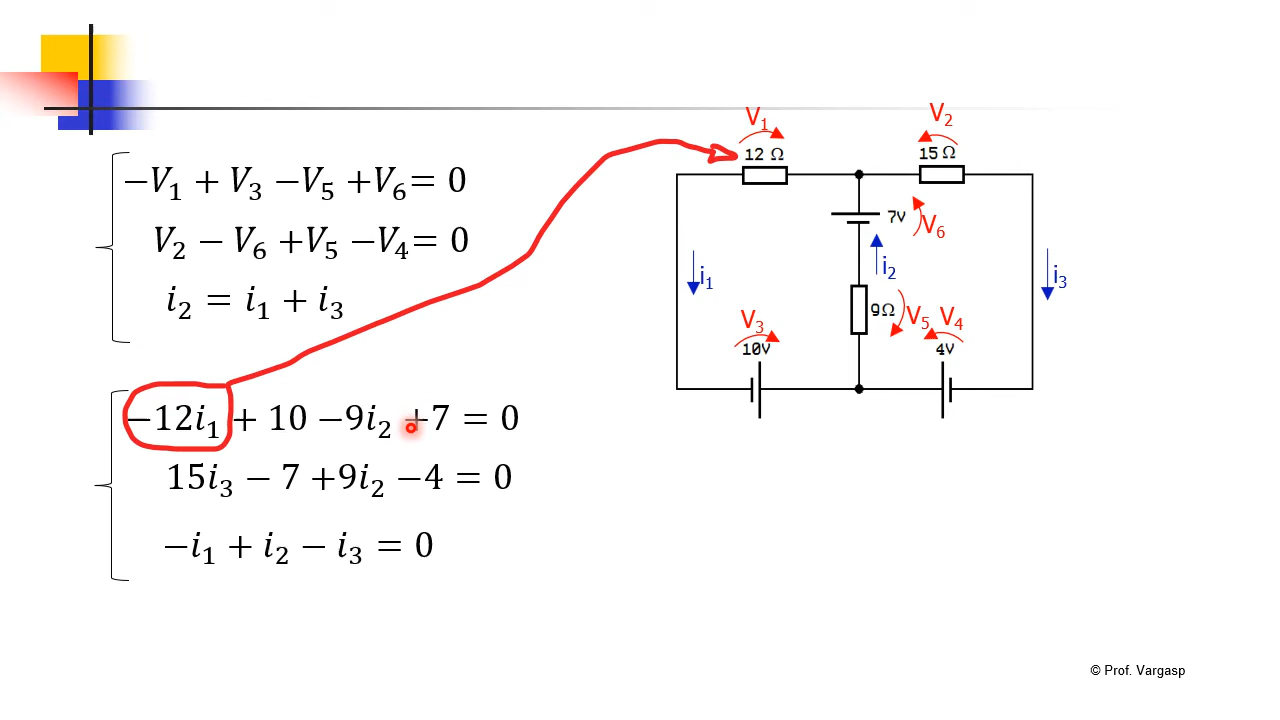 −V₁ + V₃ −V₅ +V₆= 0
V₂ − V₆ +V₅ −V₄= 0
i₂ = i₁ + i₃
−12i₁ + 10 −9i₂ +7 = 0
15i₃ − 7 +9i₂ −4 = 0
−i₁ + i₂ − i₃ = 0
V₁
V₂
12 Ω
15 Ω
7V
V₆
i₁
i₂
i₃
V₃
9Ω
V₅
V₄
10V
4V
© Prof. Vargasp